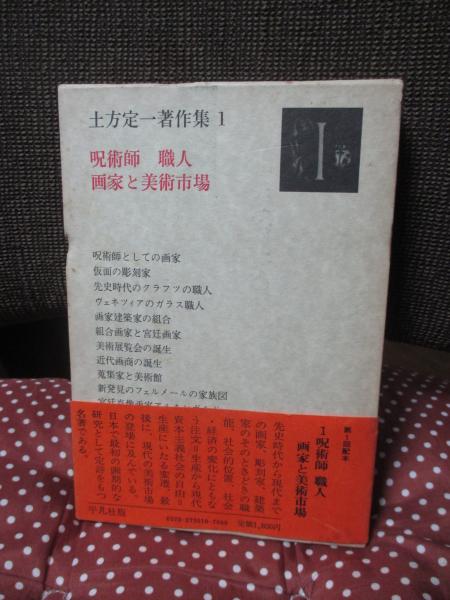 土方定一著作集 1
呪術師 職人
画家と美術市場
呪術師としての画家
仮面の彫刻家
先史時代のクラフツの職人
ヴェネツィアのガラス職人
画家建築家の組合
組合画家と宮廷画家
美術展覧会の誕生
近代画商の誕生
蒐集家と美術館
新発見のフェルメールの家族図
第1回配本
1 呪術師 職人
画家と美術市場
先史時代から現代まで
の画家、彫刻家、建築
家のそのときどきの職
能、社会的位置、社会
・経済の変化にともな
う注文=生産から現代
資本主義社会の自由=
生産にいたる変遷、最
後に、現代の美術市場
の登場に及んでいる。
日本で最初の画期的な
研究として定評をもつ
名著である。
平凡社版
定価1,800円